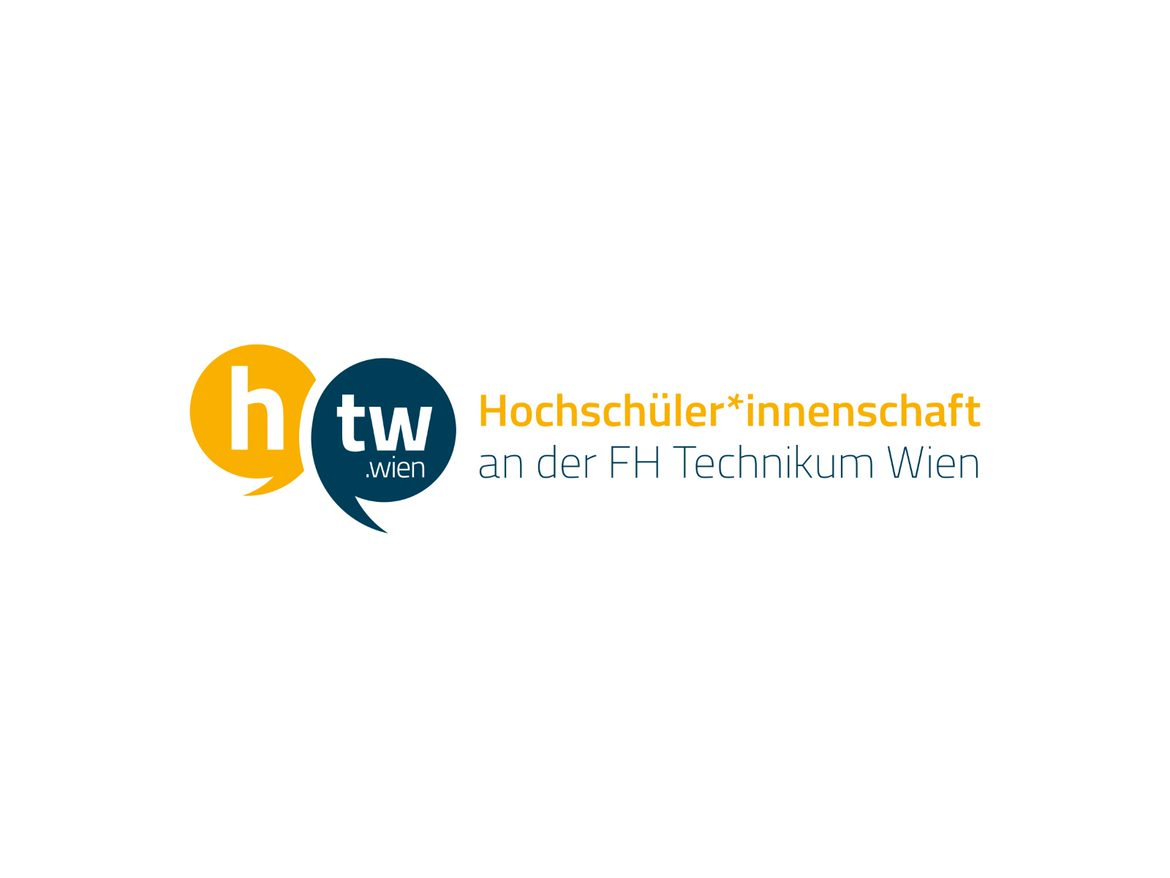 h
tw
.wien
Hochschüler*innenschaft
an der FH Technikum Wien